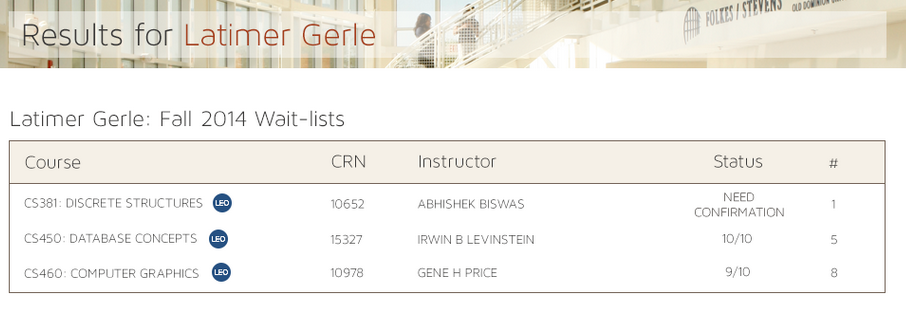 Results for Latimer Gerle
FOLKES / STEVENS
OLD DOMINION
Latimer Gerle: Fall 2014 Wait-lists
Course CRN Instructor Status #
CS381: DISCRETE STRUCTURES LEO 10652 ABHISHEK BISWAS NEED CONFIRMATION 1
CS450: DATABASE CONCEPTS LEO 15327 IRWIN B LEVINSTEIN 10/10 5
CS460: COMPUTER GRAPHICS LEO 10978 GENE H PRICE 9/10 8